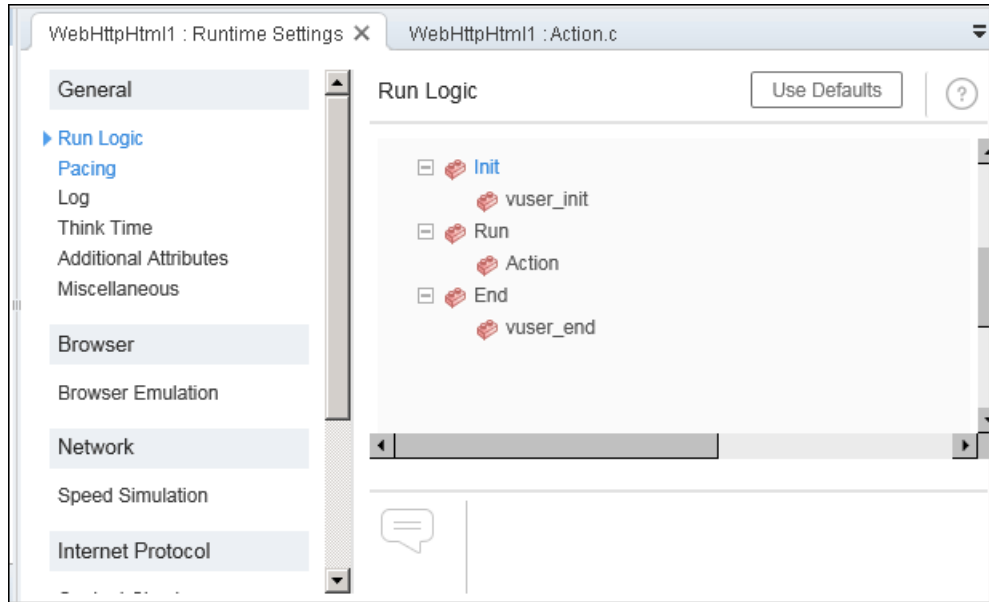 WebHttpHtml1 : Runtime Settings
WebHttpHtml1 : Action.c
General
Run Logic
Pacing
Log
Think Time
Additional Attributes
Miscellaneous
Browser
Browser Emulation
Network
Speed Simulation
Internet Protocol
Run Logic
Use Defaults
?
Init
vuser_init
Run
Action
End
vuser_end